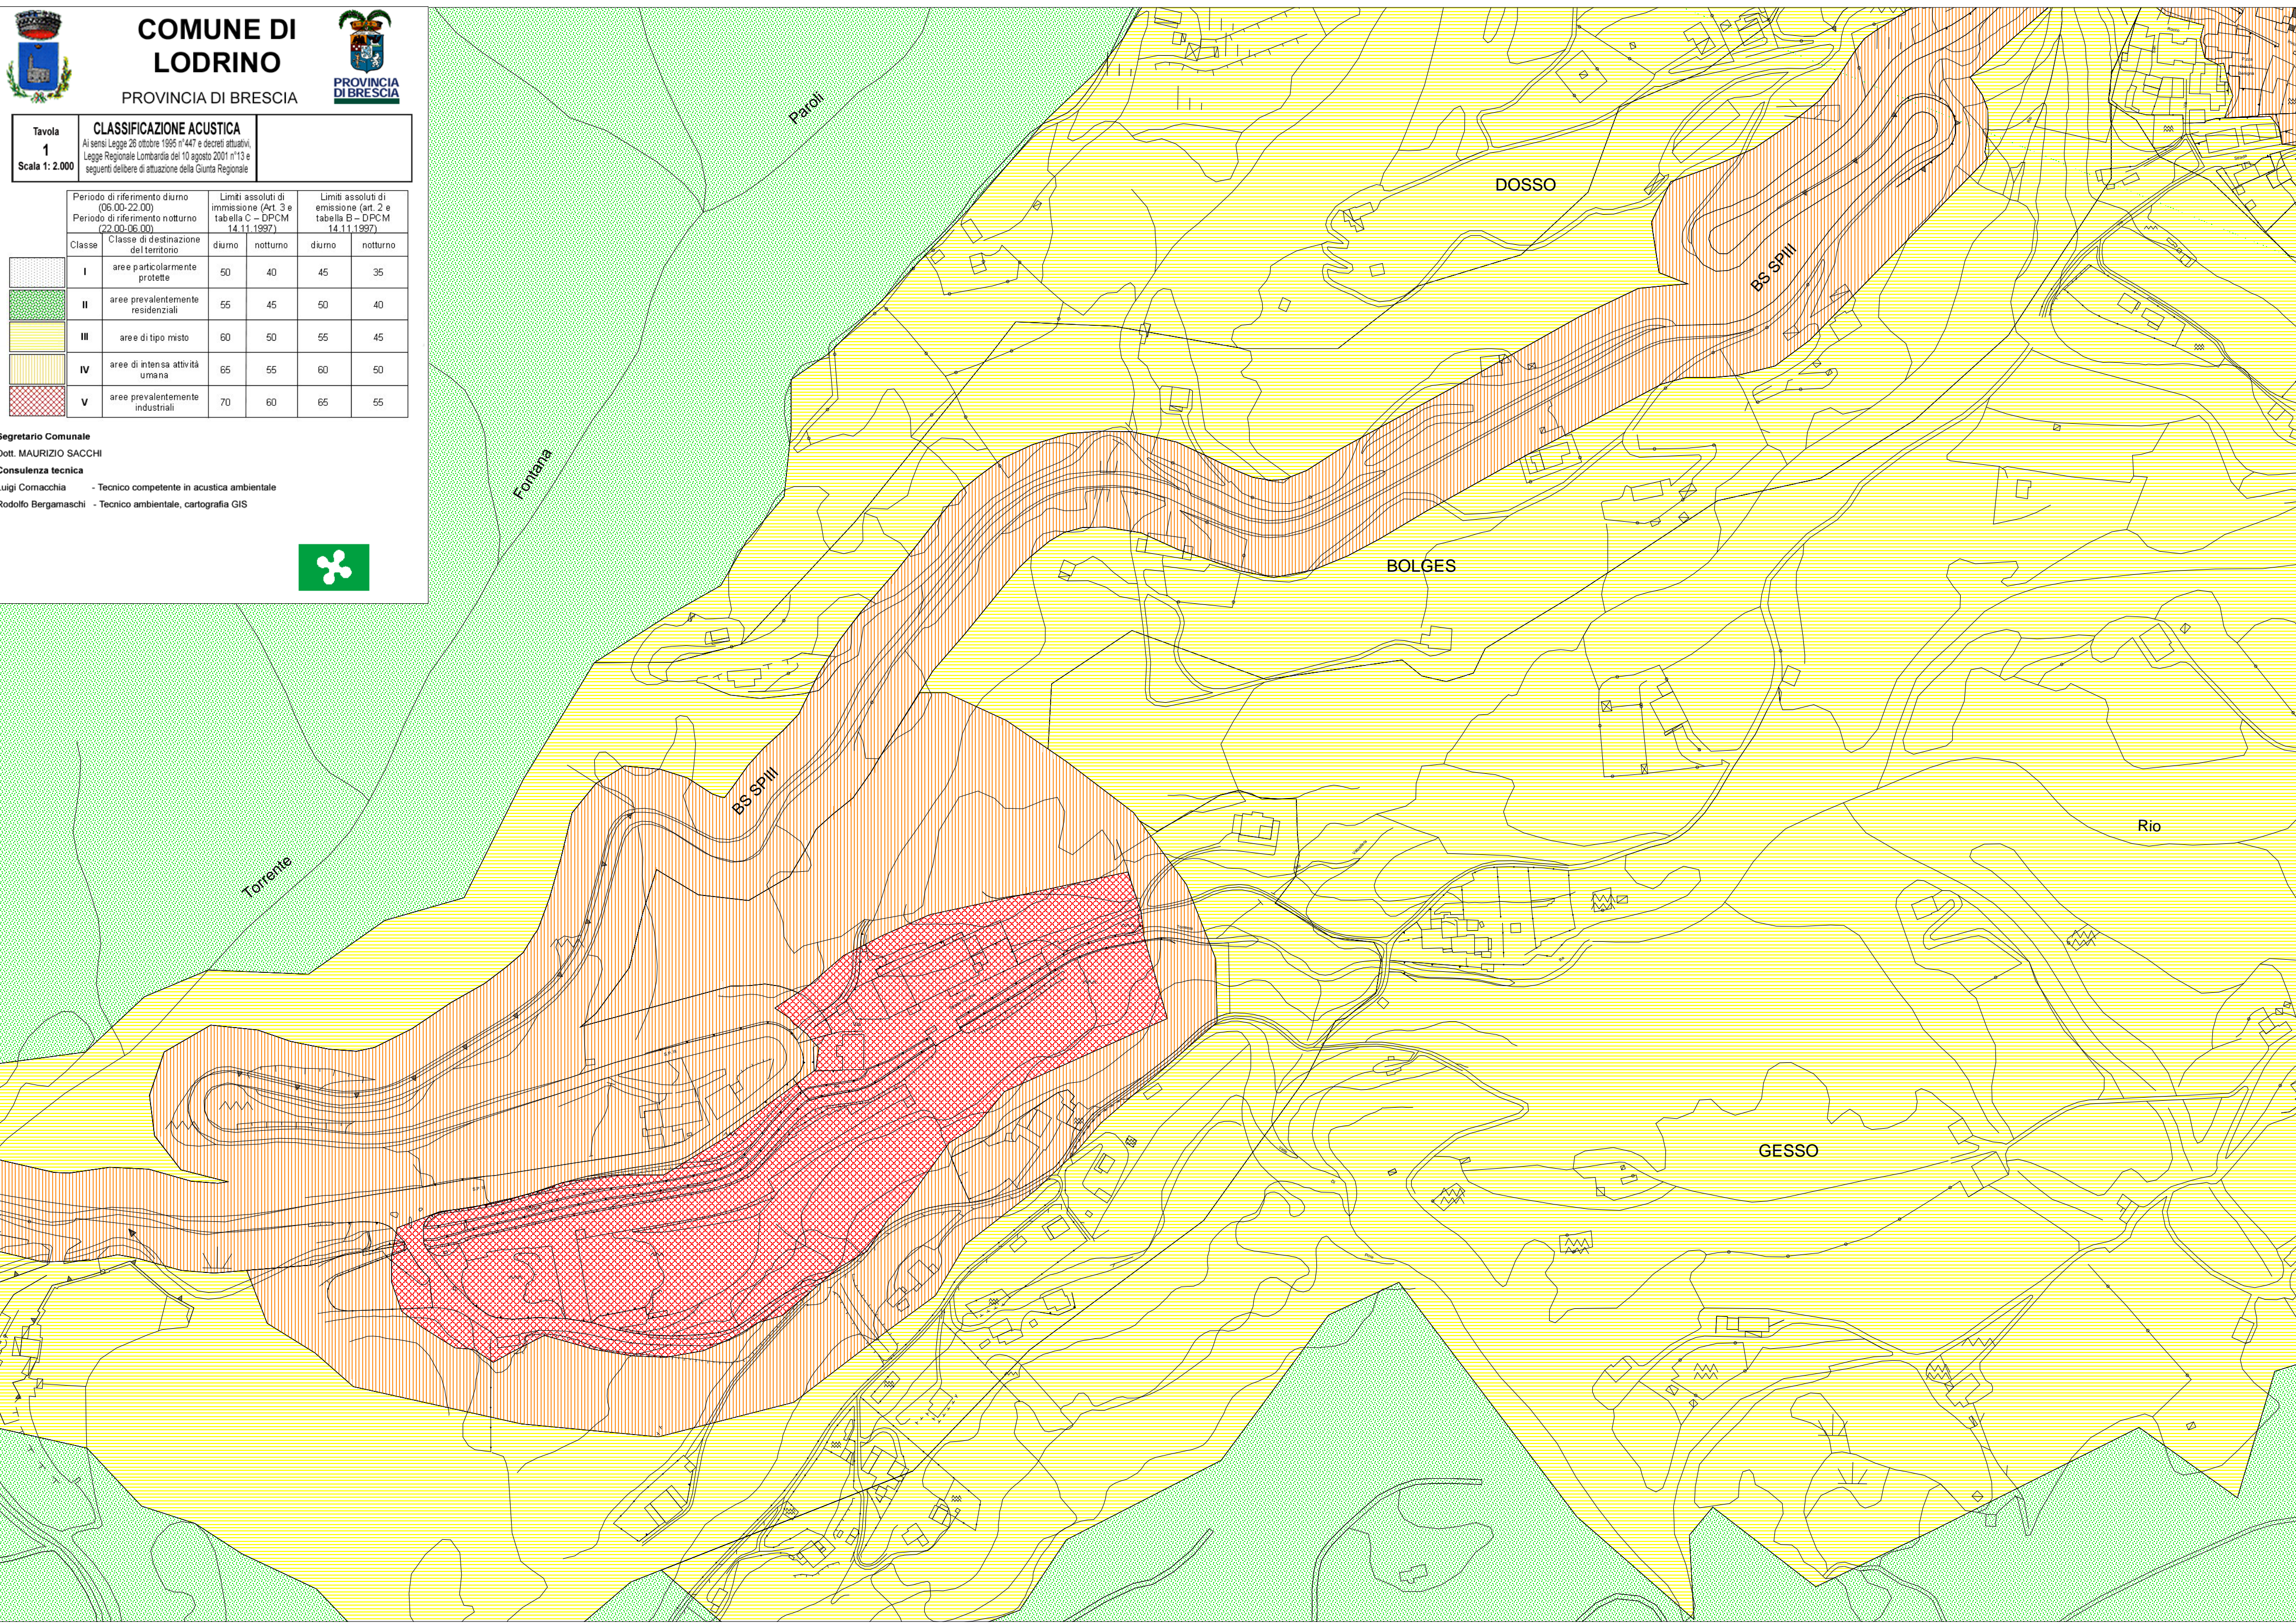 COMUNE DI
LODRINO
PROVINCIA DI BRESCIA
PROVINCIA
DI BRESCIA
Tavola
1
Scala 1: 2.000
CLASSIFICAZIONE ACUSTICA
Ai sensi Legge 26 ottobre 1995 n°447 e decreti attuativi,
Legge Regionale Lombardia del 10 agosto 2001 n°13 e
seguenti delibere di attuazione della Giunta Regionale
Periodo di riferimento diurno
(06.00-22.00)
Periodo di riferimento notturno
(22.00-06.00)
Limiti assoluti di
immissione (Art. 3 e
tabella C – DPCM
14.11.1997)
Limiti assoluti di
emissione (art. 2 e
tabella B – DPCM
14.11.1997)
Classe
Classe di destinazione
del territorio
diurno notturno diurno notturno
I aree particolarmente
protette 50 40 45 35
II aree prevalentemente
residenziali 55 45 50 40
III aree di tipo misto 60 50 55 45
IV aree di intensa attività
umana 65 55 60 50
V aree prevalentemente
industriali 70 60 65 55
Segretario Comunale
Dott. MAURIZIO SACCHI
Consulenza tecnica
Luigi Cornacchia - Tecnico competente in acustica ambientale
Rodolfo Bergamaschi - Tecnico ambientale, cartografia GIS
Paroli
DOSSO
BS SPIII
Fontana
BOLGES
BS SPIII
Rio
Torrente
GESSO